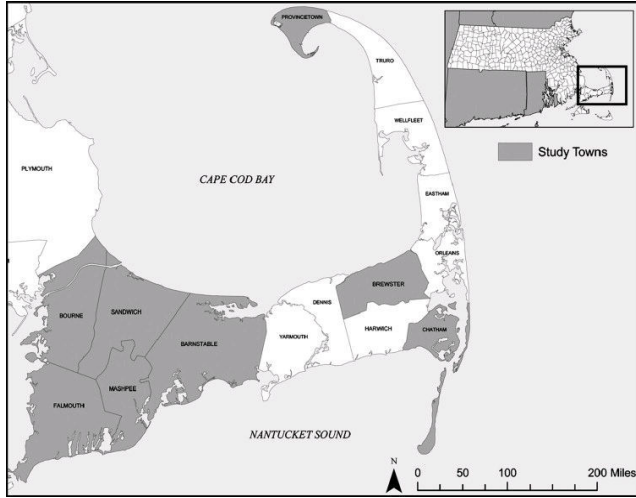 PROVINCETOWN
TRURO
WELLFLEET
Study Towns
PLYMOUTH
CAPE COD BAY
EASTHAM
ORLEANS
BREWSTER
DENNIS
BOURNE
SANDWICH
HARWICH
CHATHAM
YARMOUTH
BARNSTABLE
MASHPEE
FALMOUTH
NANTUCKET SOUND
N
0 50 100 200 Miles